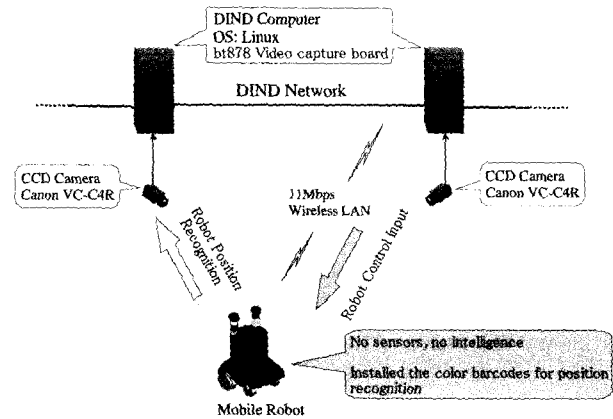 DIND Computer
OS: Linux
bt878 Video capture board
DIND Network
CCD Camera
Canon VC-C4R
CCD Camera
Canon VC-C4R
11Mbps
Wireless LAN
Robot Position
Recognition
Robot Control Input
No sensors, no intelligence
Installed the color barcodes for position
recognition
Mobile Robot